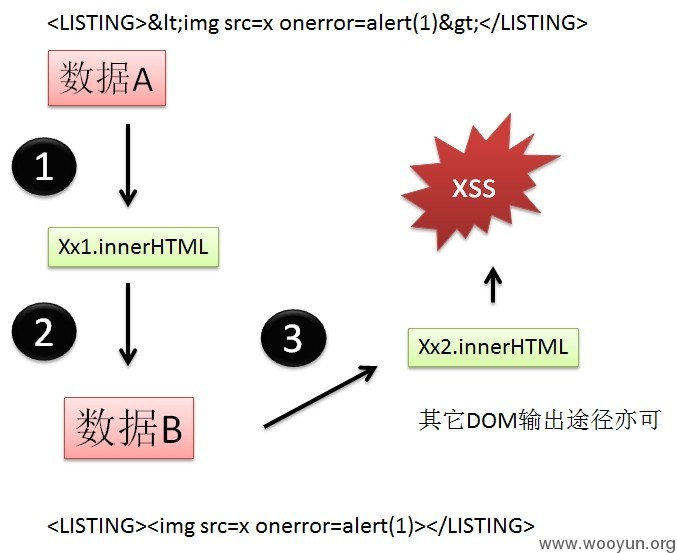 <LISTING>&lt;img src=x onerror=alert(1)&gt;</LISTING>
数据A
1
XSS
Xx1.innerHTML
2
3
Xx2.innerHTML
数据B
其它DOM输出途径亦可
<LISTING><img src=x onerror=alert(1)></LISTING>
www.wooyun.org